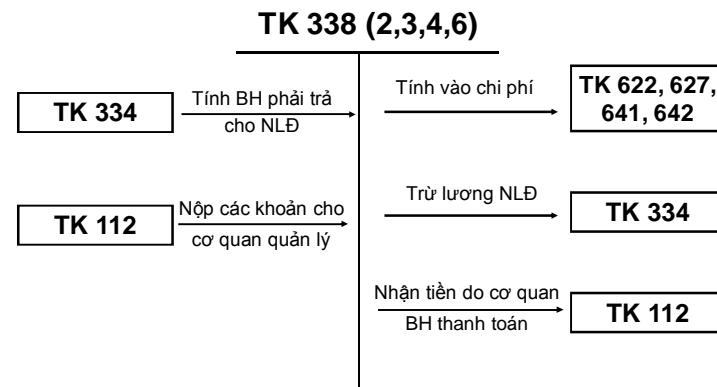 TK 338 (2,3,4,6)
TK 334
Tính BH phải trả
cho NLĐ
Tính vào chi phí
TK 622, 627,
641, 642
TK 112
Nộp các khoản cho
cơ quan quản lý
Trừ lương NLĐ
TK 334
Nhận tiền do cơ quan
BH thanh toán
TK 112